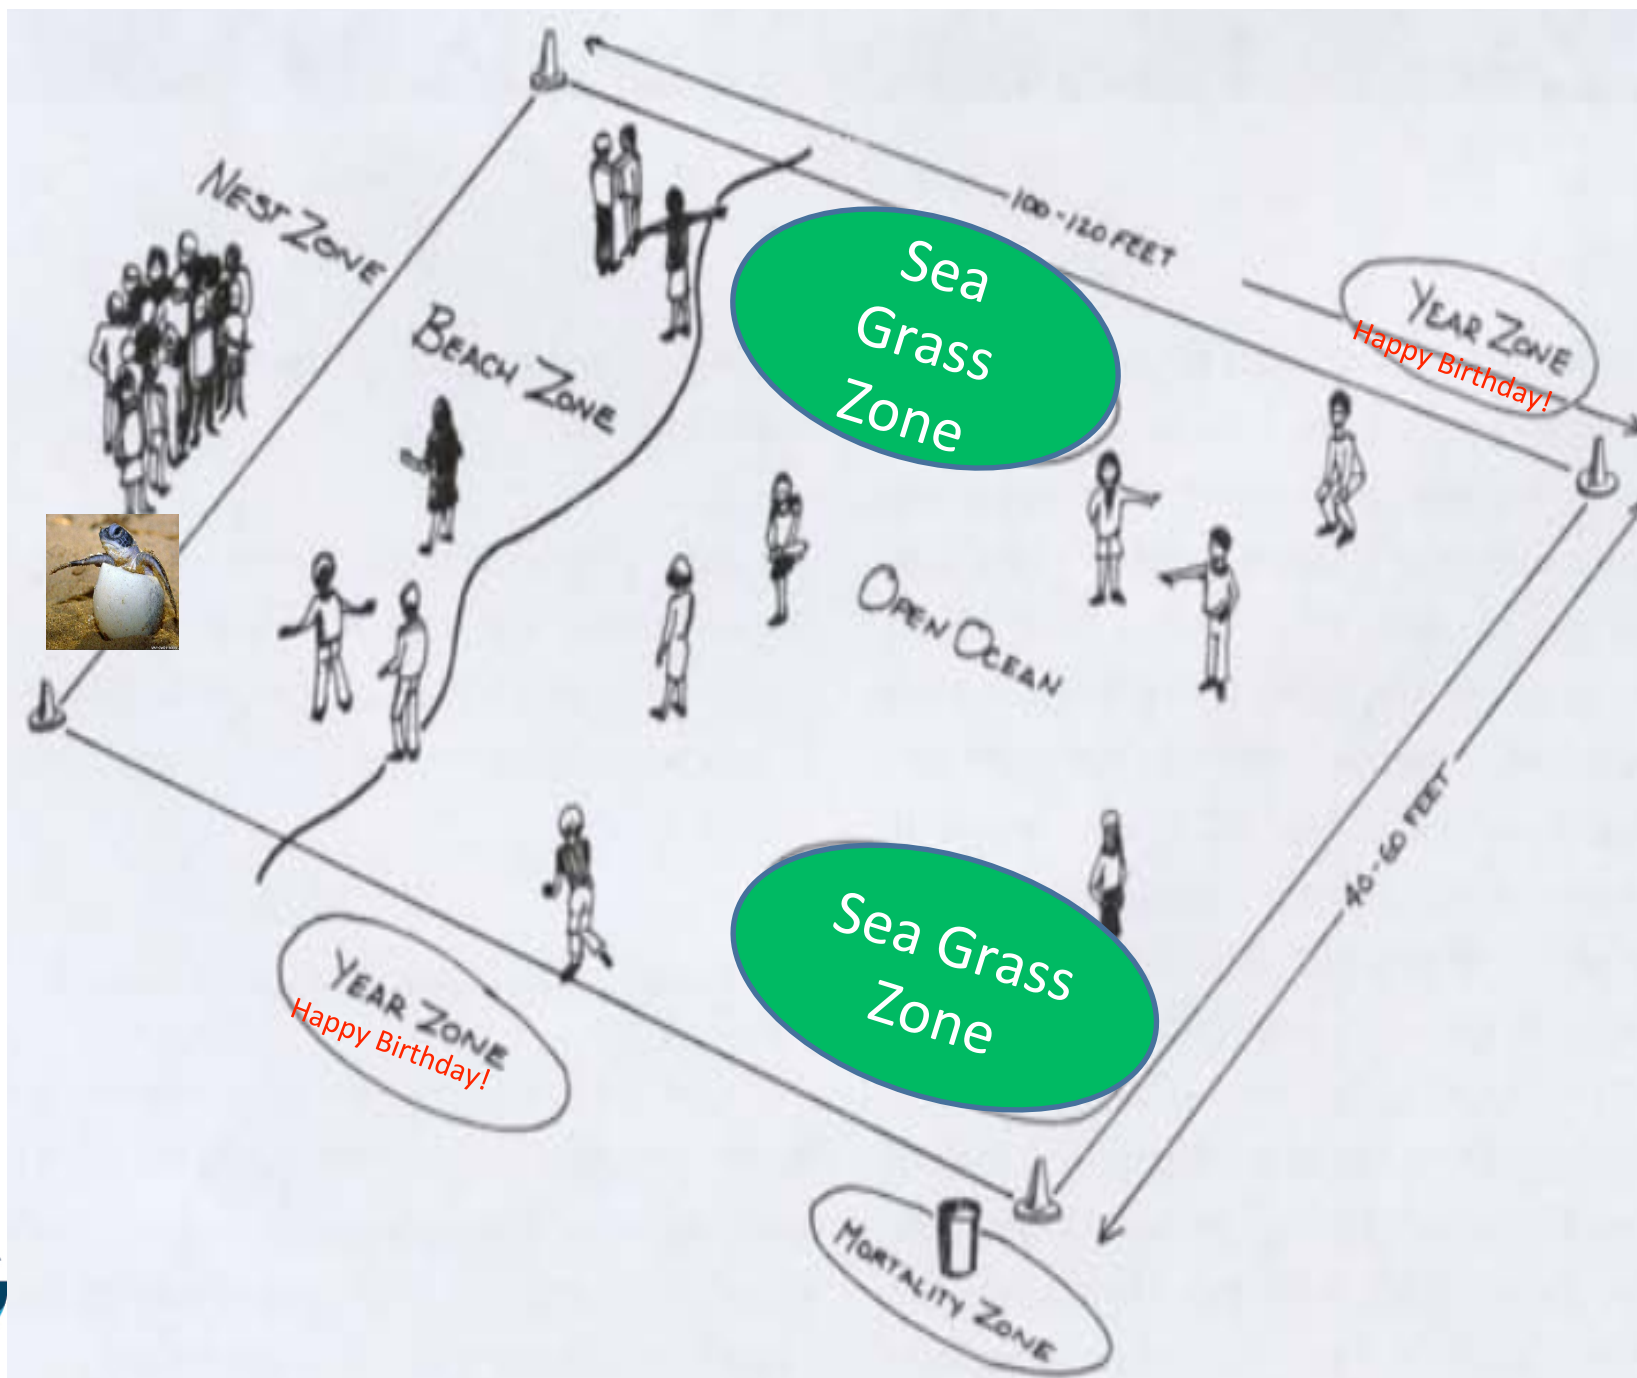 NEST ZONE
BEACH ZONE
Sea
Grass
Zone
100-120 FEET
YEAR ZONE
Happy Birthday!
OPEN OCEAN
40-60 FEET
Sea Grass
Zone
YEAR ZONE
Happy Birthday!
MORTALITY ZONE